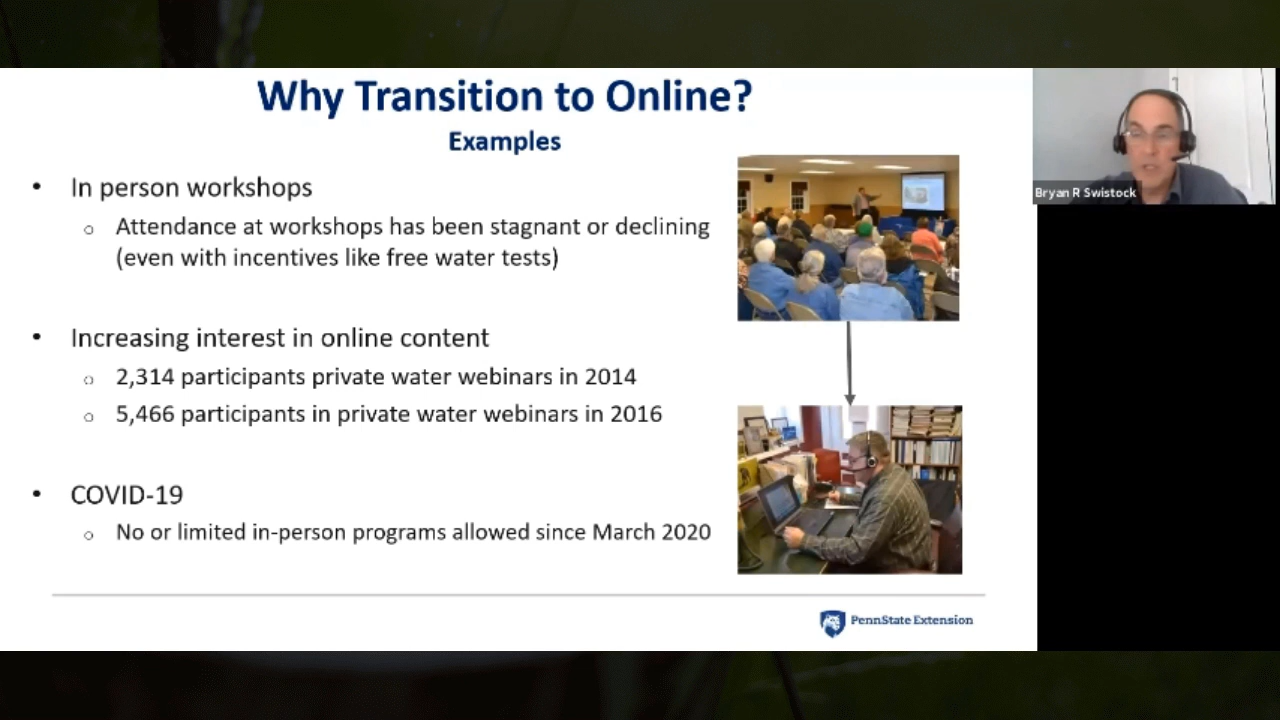 Why Transition to Online?
Examples
• In person workshops
o Attendance at workshops has been stagnant or declining
(even with incentives like free water tests)
• Increasing interest in online content
o 2,314 participants private water webinars in 2014
o 5,466 participants in private water webinars in 2016
• COVID-19
o No or limited in-person programs allowed since March 2020
PennState Extension
Bryan R Swistock